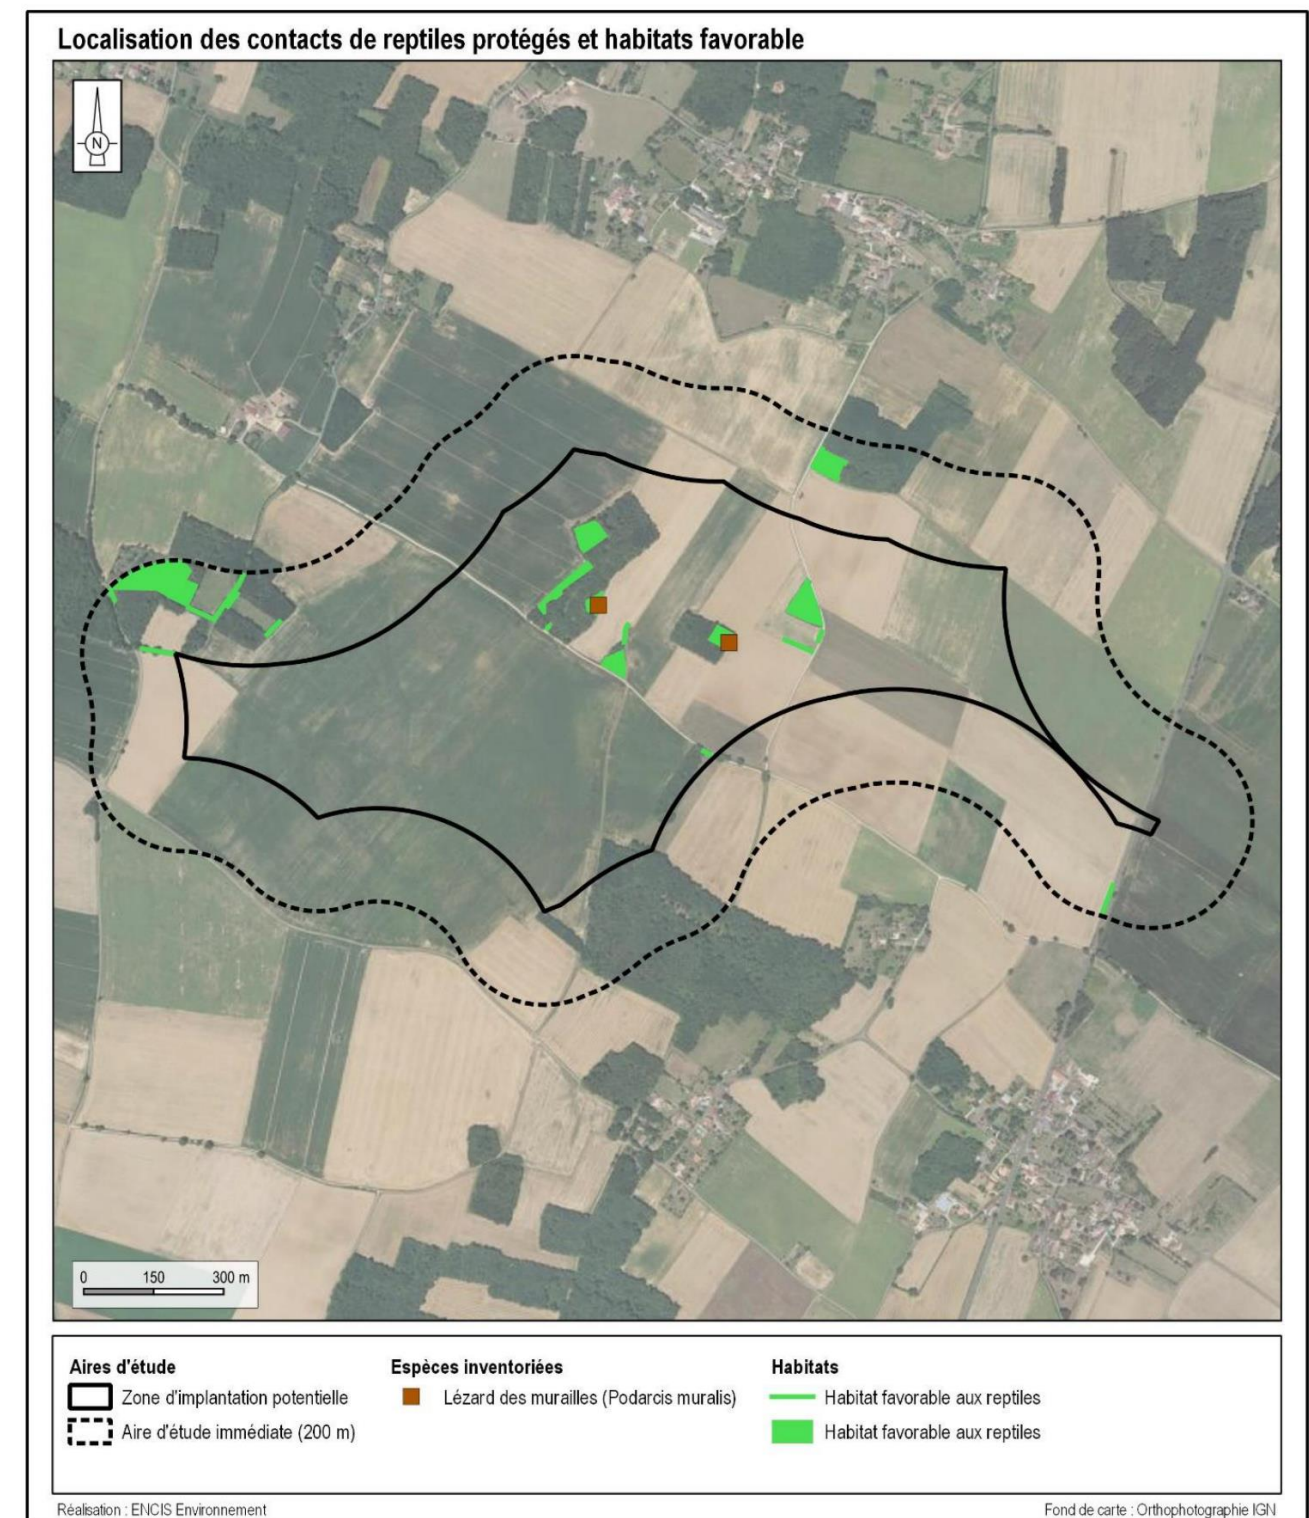 Localisation des contacts de reptiles protégés et habitats favorable
N
0 150 300 m
Aires d'étude
Zone d'implantation potentielle
Aire d'étude immédiate (200 m)
Espèces inventoriées
Lézard des murailles (Podarcis muralis)
Habitats
Habitat favorable aux reptiles
Habitat favorable aux reptiles
Réalisation : ENCIS Environnement
Fond de carte : Orthophotographie IGN